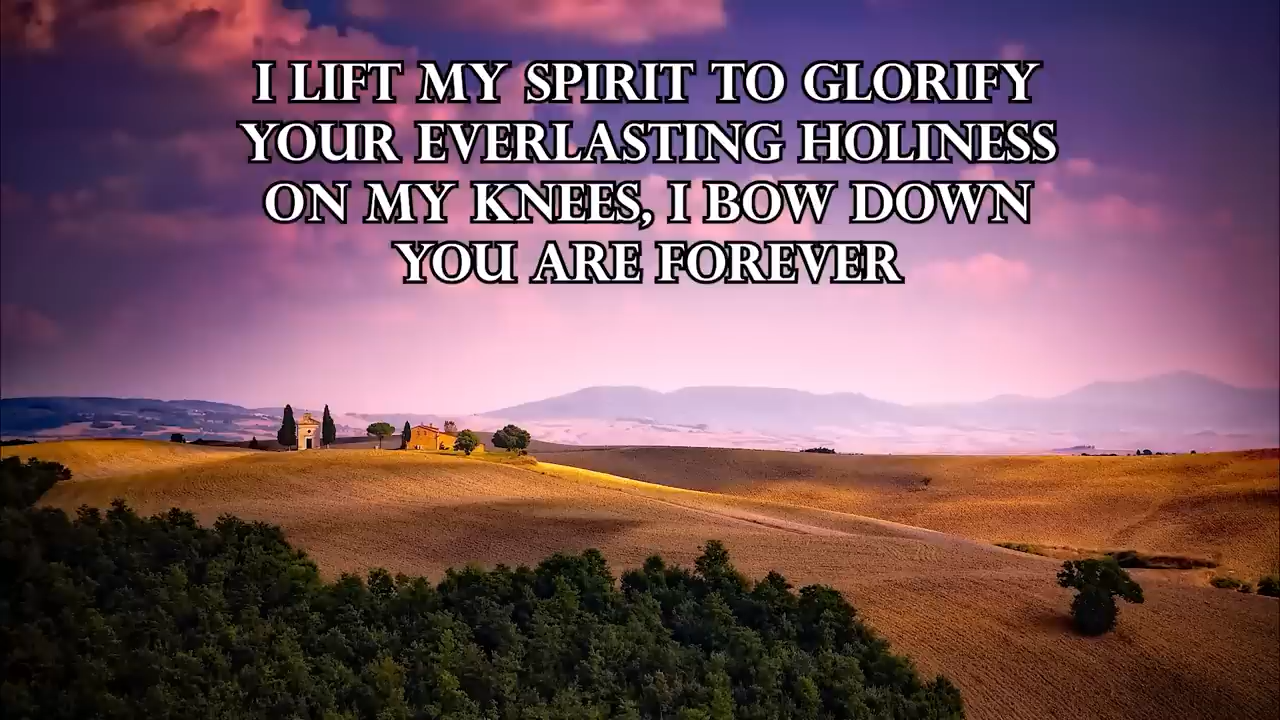 I LIFT MY SPIRIT TO GLORIFY
YOUR EVERLASTING HOLINESS
ON MY KNEES, I BOW DOWN
YOU ARE FOREVER